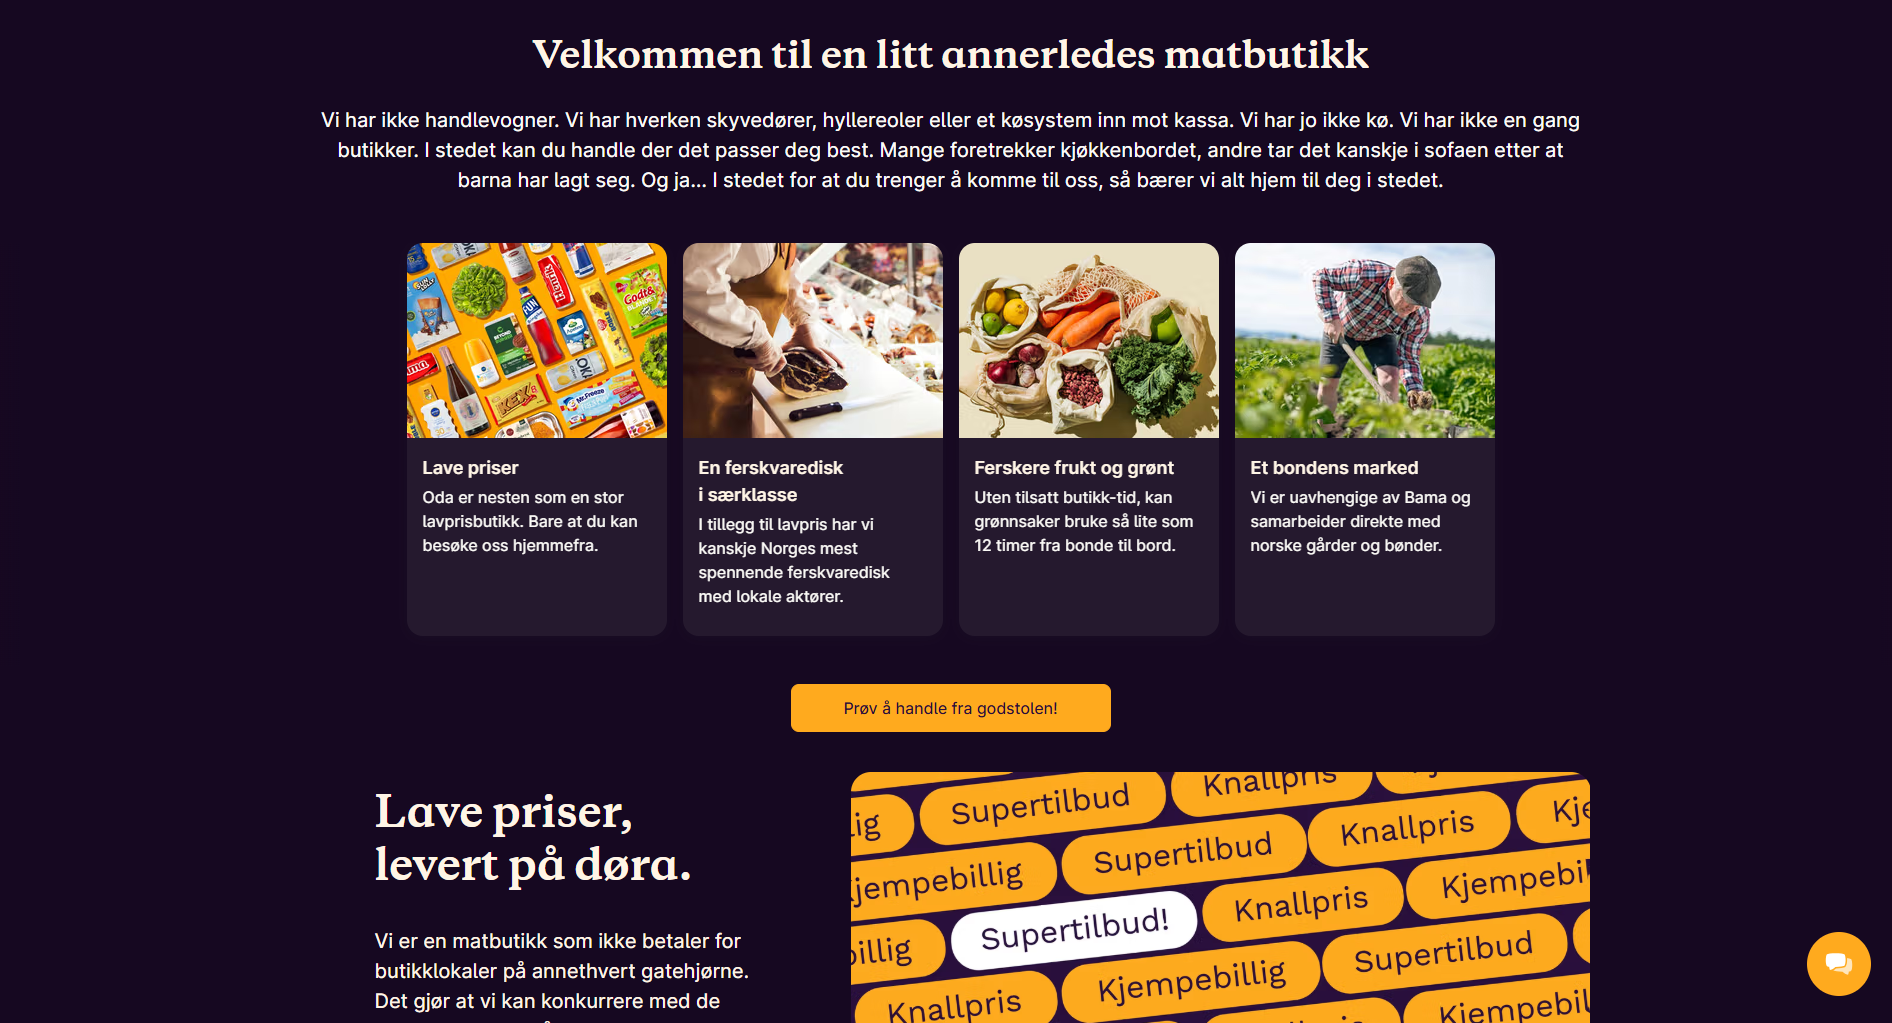 Velkommen til en litt annerledes matbutikk
Vi har ikke handlevogner. Vi har hverken skyvedører, hyllereoler eller et køsystem inn mot kassa. Vi har jo ikke kø. Vi har ikke en gang
butikker. I stedet kan du handle der det passer deg best. Mange foretrekker kjøkkenbordet, andre tar det kanskje i sofaen etter at
barna har lagt seg. Og ja... I stedet for at du trenger å komme til oss, så bærer vi alt hjem til deg i stedet.
Lave priser
Oda er nesten som en stor
lavprisbutikk. Bare at du kan
besøke oss hjemmefra.
En ferskvaredisk
i særklasse
I tillegg til lavpris har vi
kanskje Norges mest
spennende ferskvaredisk
med lokale aktører.
Ferskere frukt og grønt
Uten tilsatt butikk-tid, kan
grønnsaker bruke så lite som
12 timer fra bonde til bord.
Et bondens marked
Vi er uavhengige av Bama og
samarbeider direkte med
norske gårder og bønder.
Prøv å handle fra godstolen!
Lave priser,
levert på døra.
Vi er en matbutikk som ikke betaler for
butikklokaler på annethvert gatehjørne.
Det gjør at vi kan konkurrere med de
Knallpris
lig Supertilbud Knallpris Kje
jempebillig Supertilbud Knallpris Kjempebil
billig Supertilbud! Knallpris Kjempebil
Knallpris Kjempebillig Supertilbud